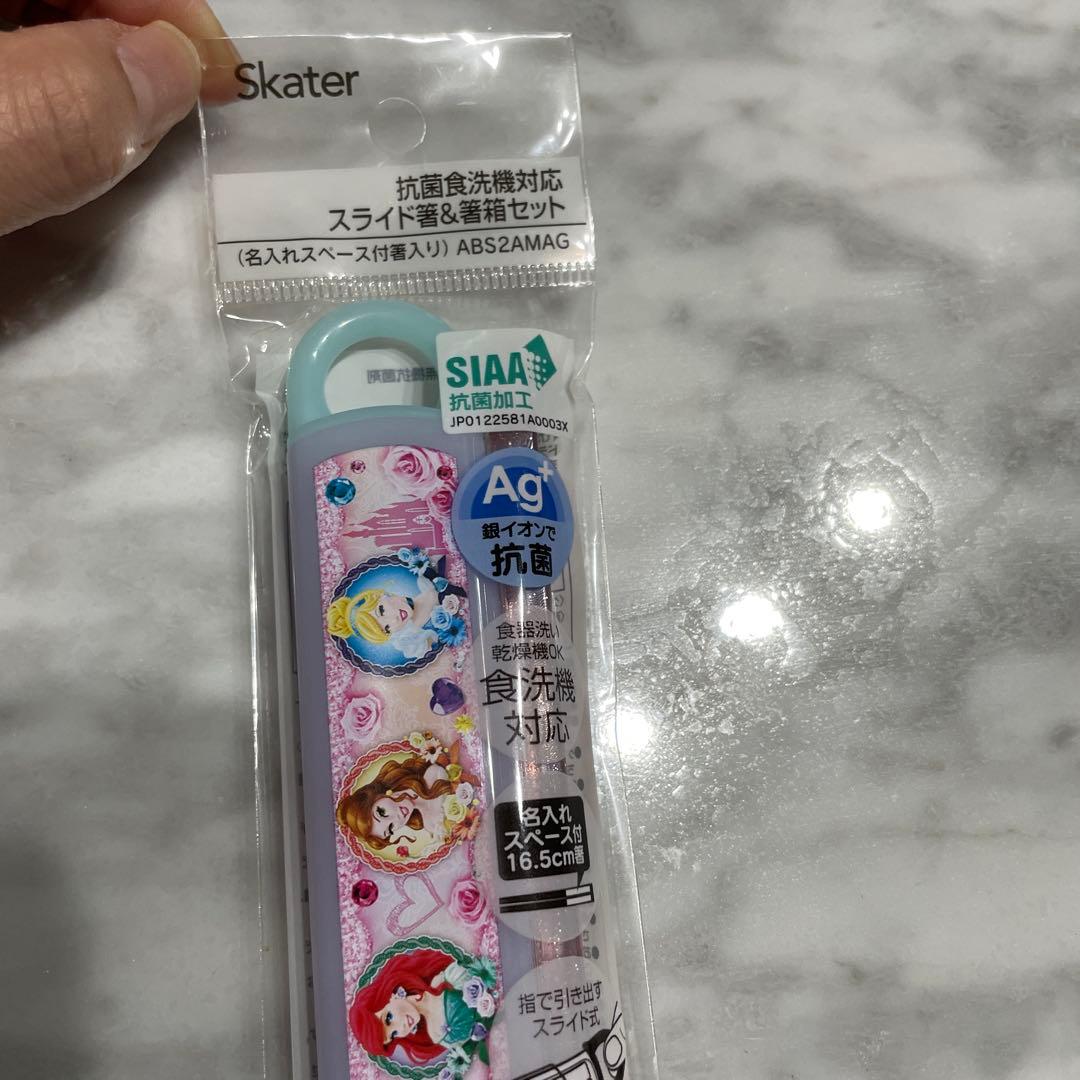 Skater
抗菌食洗機対応
スライド箸&箸箱セット
(名入れスペース付箸入り) ABS2AMAG
SIAA
抗菌加工
JP0122581A0003X
Ag+
銀イオンで
抗菌
食器洗い
乾燥機OK
食洗機
対応
名入れ
スペース付
16.5cm箸
指で引き出す
スライド式